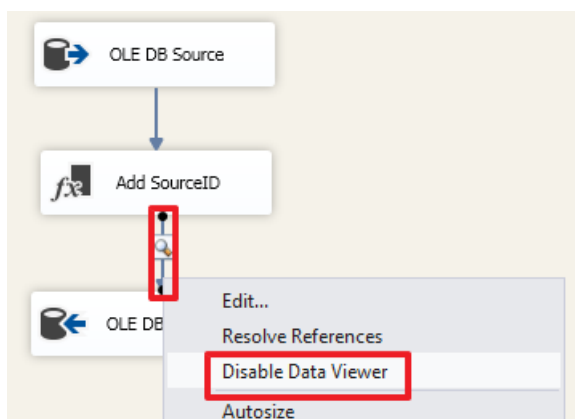 OLE DB Source
Add SourceID
OLE DB
Edit...
Resolve References
Disable Data Viewer
Autosize